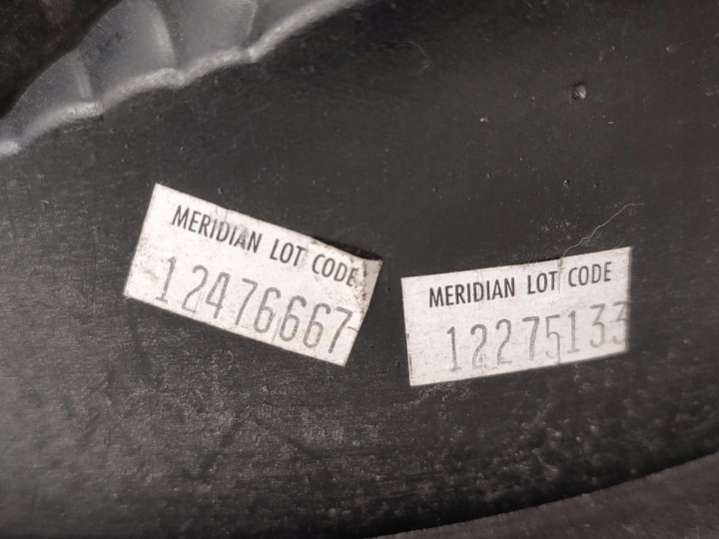 MERIDIAN LOT CODE
12476667
MERIDIAN LOT CODE
12275133